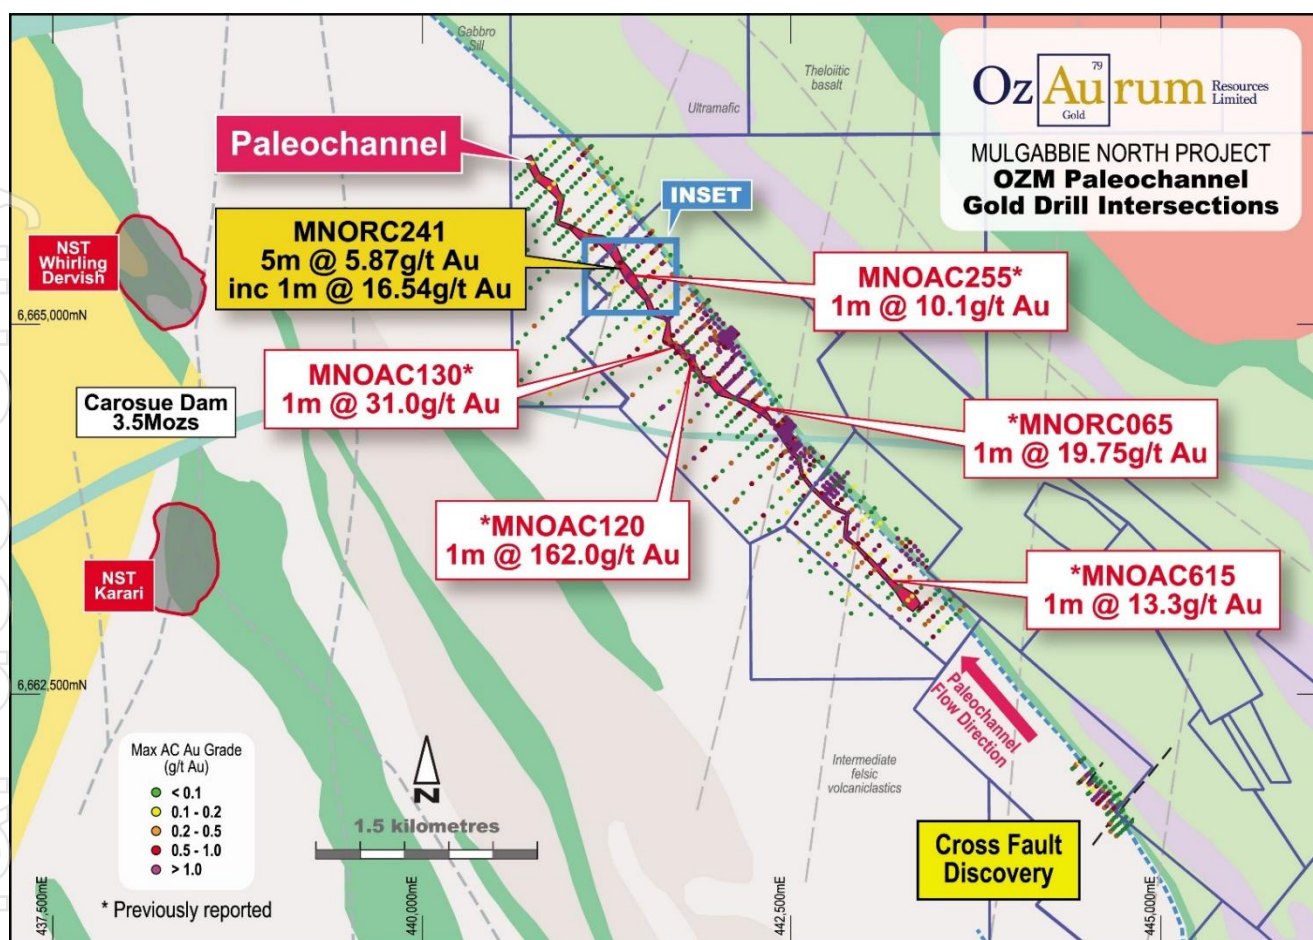 Gabbro
Sill
Theloiitic
basalt
Ultramafic
79
OzAurum Resources
Limited
Gold
MULGABBIE NORTH PROJECT
OZM Paleochannel
Gold Drill Intersections
Paleochannel
INSET
MNORC241
5m @ 5.87g/t Au
inc 1m @ 16.54g/t Au
NST
Whirling
Dervish
MNOAC255*
1m @ 10.1g/t Au
6,665,000mN
MNOAC130*
1m @ 31.0g/t Au
Carosue Dam
3.5Mozs
*MNORC065
1m @ 19.75g/t Au
*MNOAC120
1m @ 162.0g/t Au
NST
Karari
*MNOAC615
1m @ 13.3g/t Au
6,662,500mN
Paleochannel
Flow Direction
Max AC Au Grade
(g/t Au)
< 0.1
0.1 - 0.2
0.2 - 0.5
0.5 - 1.0
> 1.0
* Previously reported
N
1.5 kilometres
Intermediate
felsic
volcaniclastics
Cross Fault
Discovery
437,500mE
440,000mE
442,500mE
445,000mE